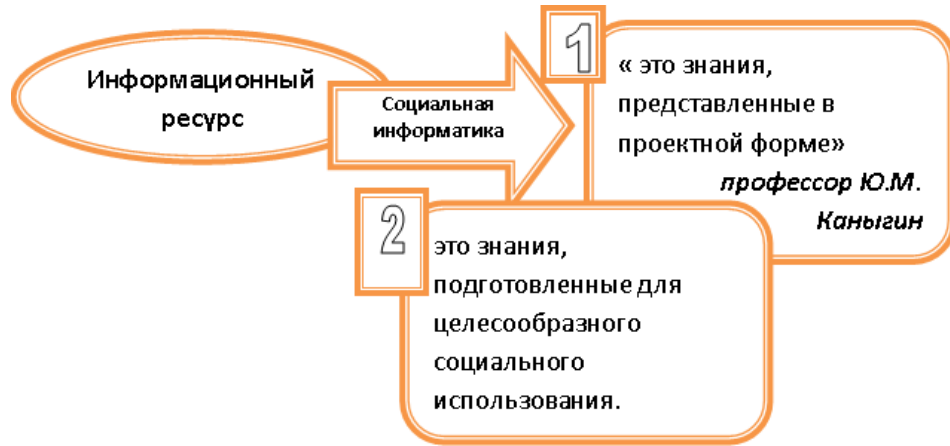 Информационный
ресурс
Социальная
информатика
1
« это знания,
представленные в
проектной форме»
профессор Ю.М.
Каныгин
2
это знания,
подготовленные для
целесообразного
социального
использования.